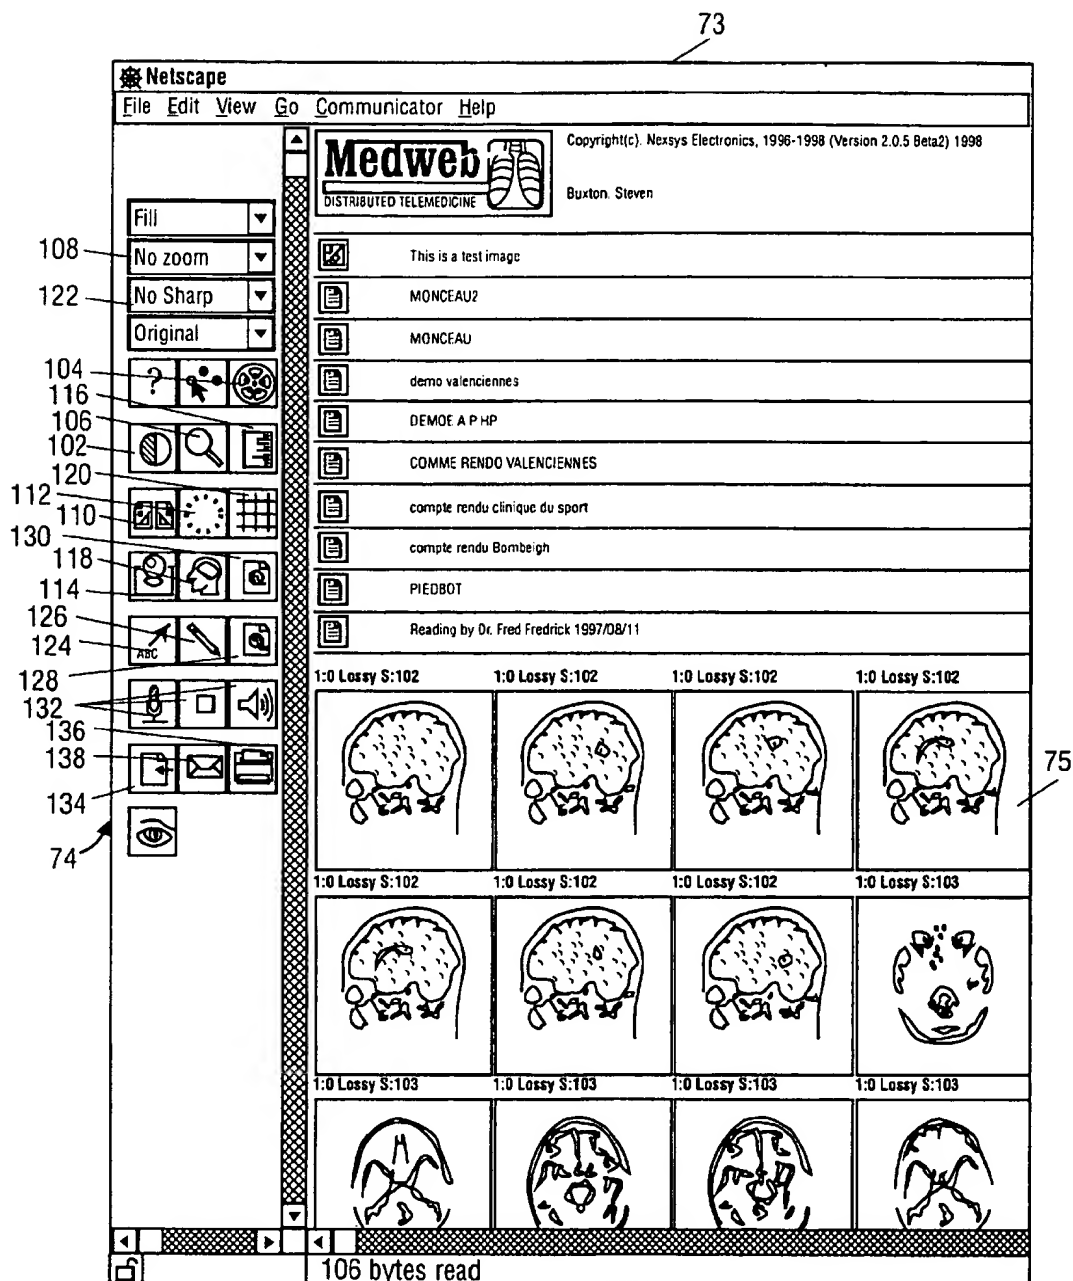 73
Netscape
File Edit View Go Communicator Help
Medweb
DISTRIBUTED TELEMEDICINE
Copyright(c). Nexsys Electronics, 1996-1998 (Version 2.0.5 Beta2) 1998
Buxton. Steven
Fill
108
No zoom
122
No Sharp
Original
104
116
106
102
120
112
110
130
118
114
126
124
128
132
136
138
134
74
?
ABC
This is a test image
MONCEAU2
MONCEAU
demo valenciennes
DEMOE A P HP
COMME RENDO VALENCIENNES
compte rendu clinique du sport
compte rendu Bombeigh
PIEDBOT
Reading by Dr. Fred Fredrick 1997/08/11
1:0 Lossy S:102 1:0 Lossy S:102 1:0 Lossy S:102 1:0 Lossy S:102
75
1:0 Lossy S:102 1:0 Lossy S:102 1:0 Lossy S:102 1:0 Lossy S:103
1:0 Lossy S:103 1:0 Lossy S:103 1:0 Lossy S:103 1:0 Lossy S:103
106 bytes read